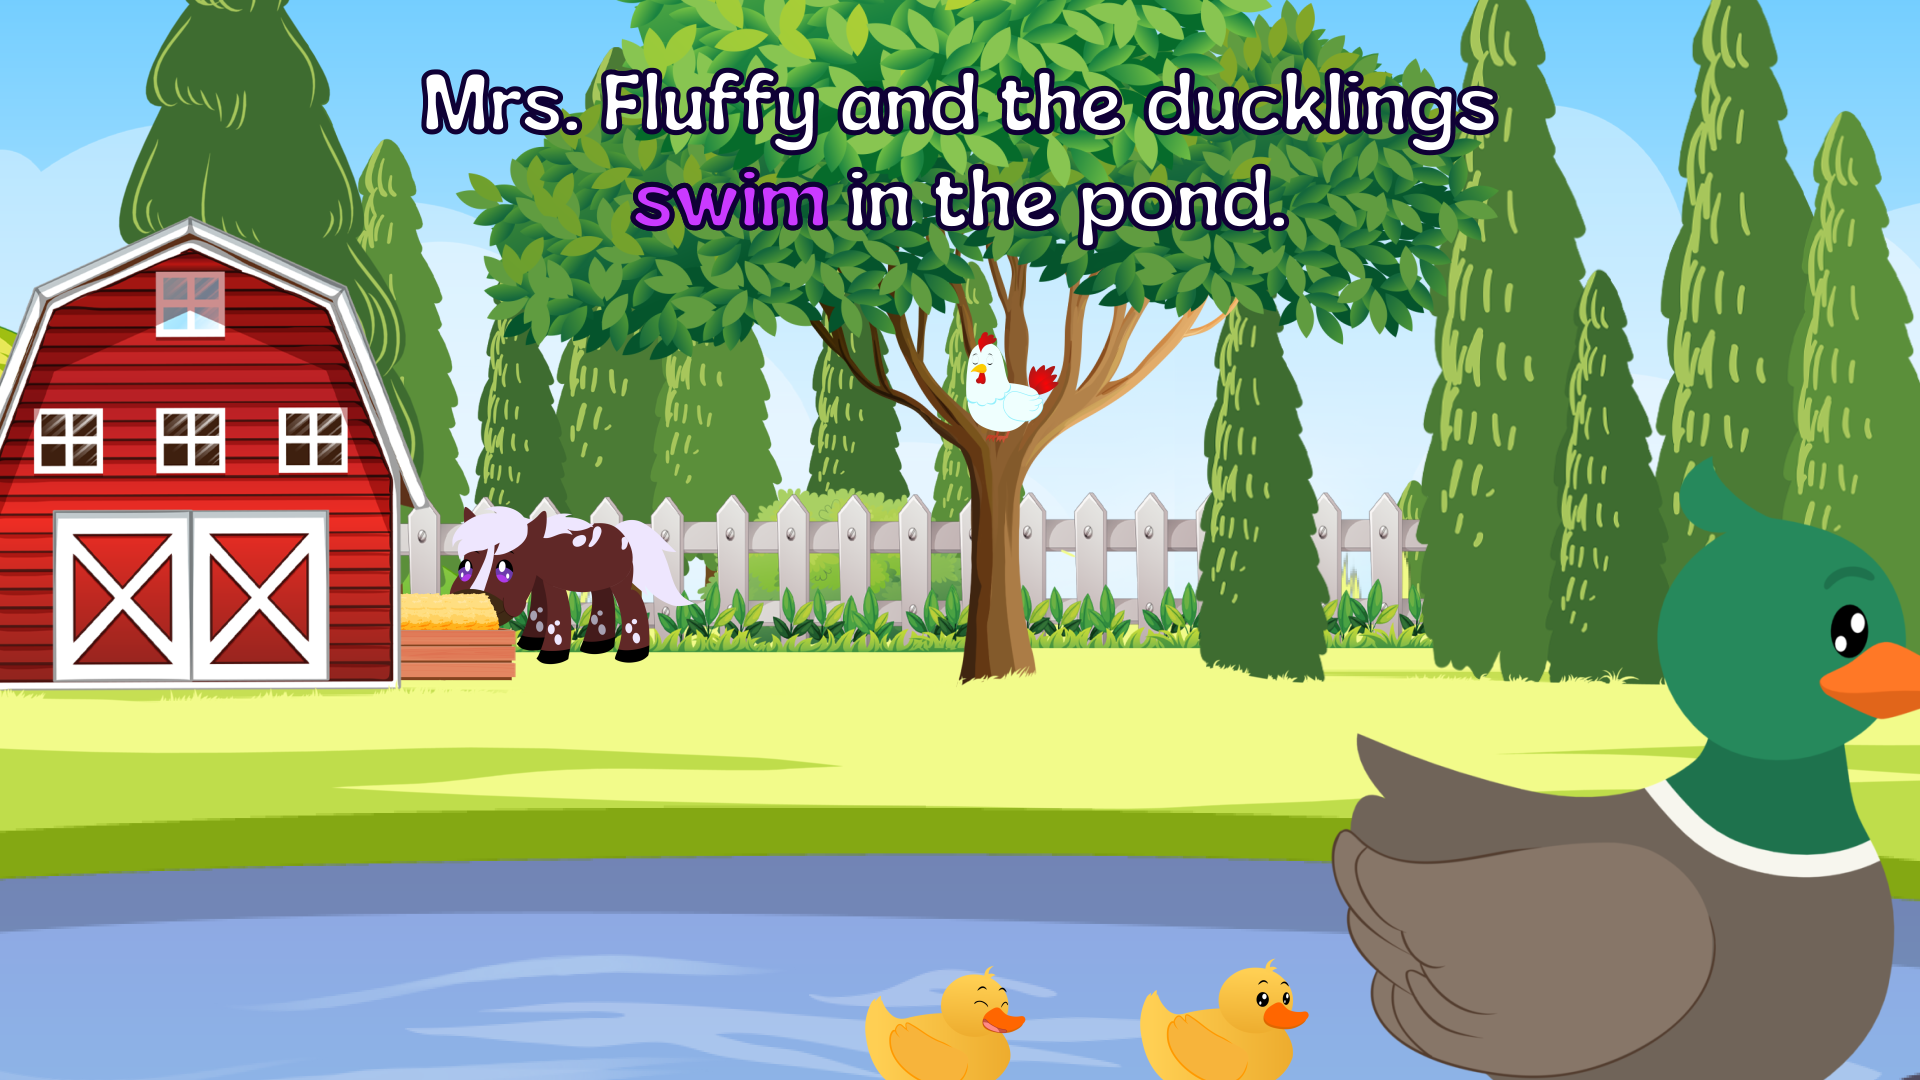 Mrs. Fluffy and the ducklings
swim in the pond.